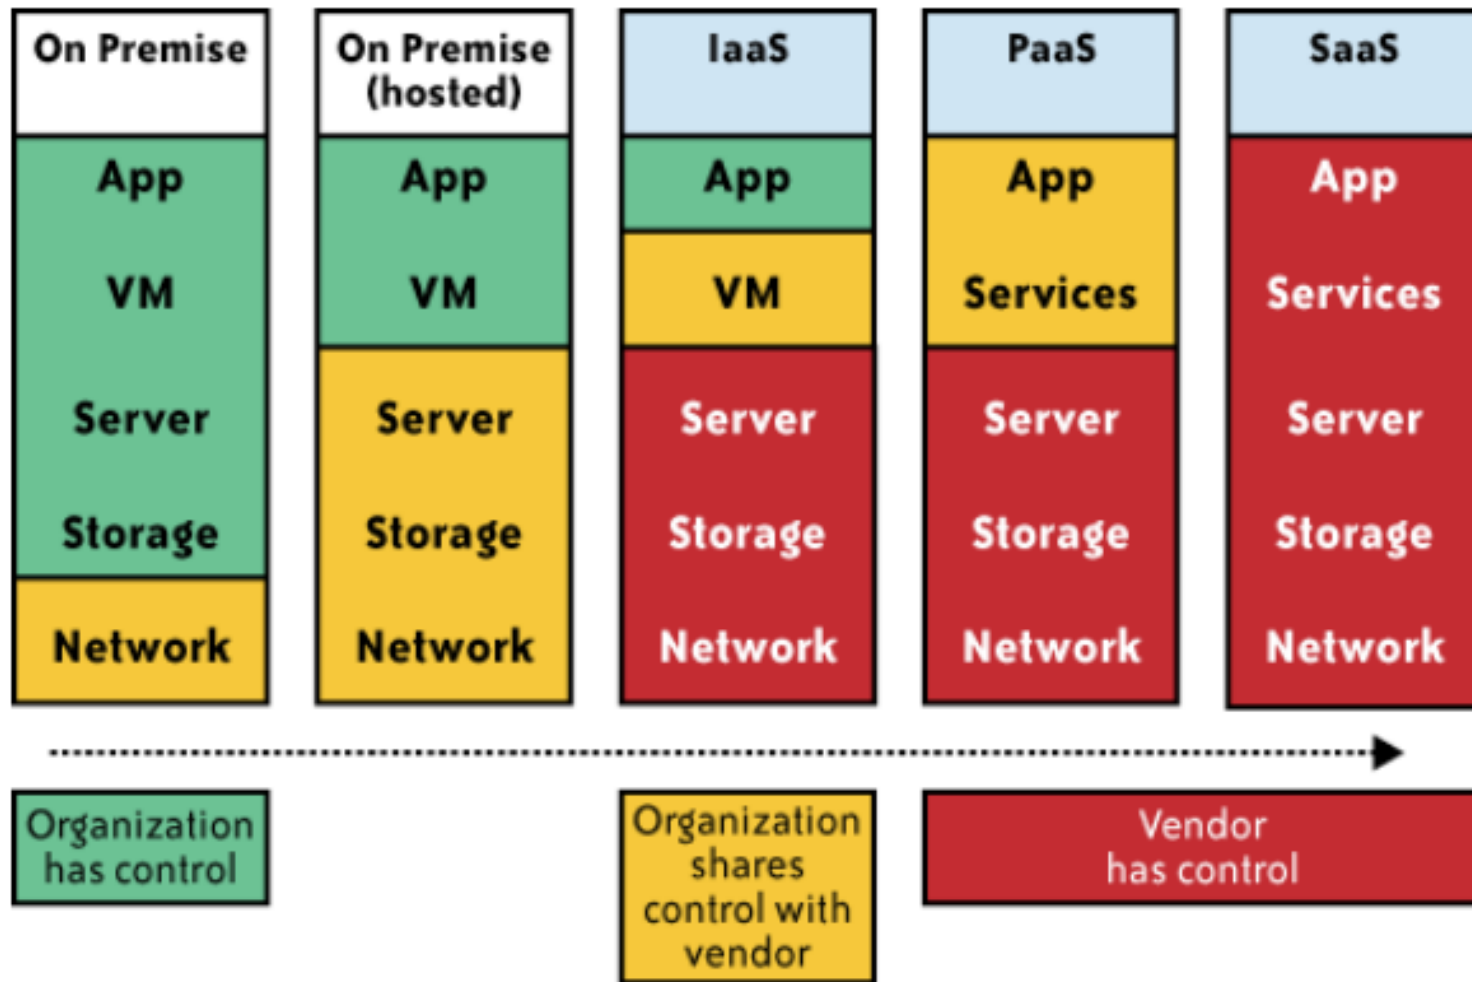 On Premise
App
VM
Server
Storage
Network
On Premise
(hosted)
App
VM
Server
Storage
Network
IaaS
App
VM
Server
Storage
Network
PaaS
App
Services
Server
Storage
Network
SaaS
App
Services
Server
Storage
Network
Organization
has control
Organization
shares
control with
vendor
Vendor
has control